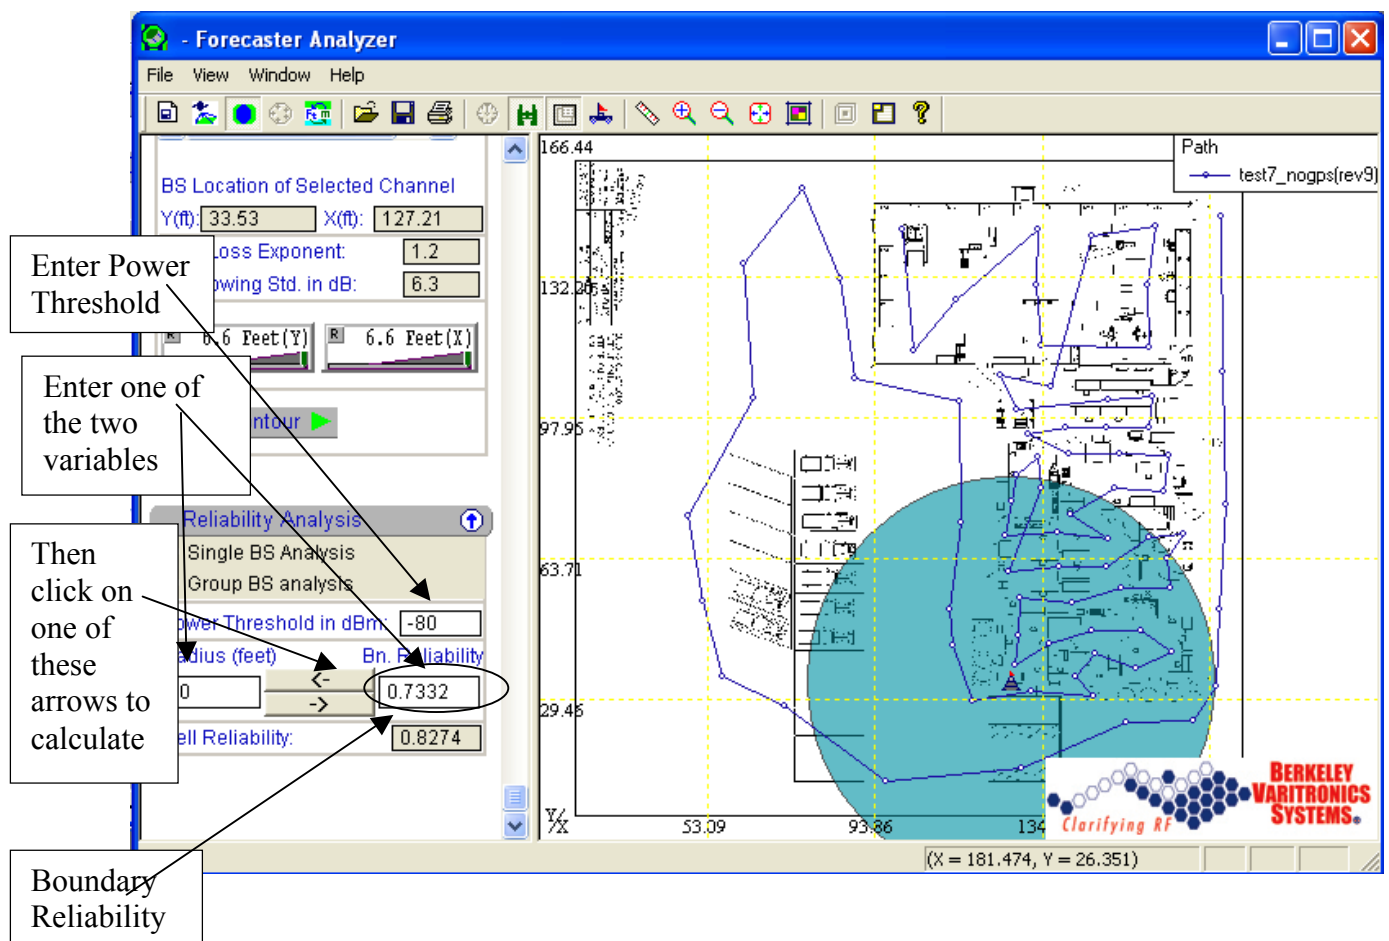 - Forecaster Analyzer
File View Window Help
166.44
Path
test7_nogps(rev9)
BS Location of Selected Channel
Y(ft): 33.53 X(ft): 127.21
oss Exponent: 1.2
owing Std. in dB: 6.3
132.20
R 6.6 Feet(Y) R 6.6 Feet(X)
ntour
97.95
Enter Power
Threshold
Enter one of
the two
variables
Then
click on
one of
these
arrows to
calculate
Boundary
Reliability
Reliability Analysis
Single BS Analysis
Group BS analysis
ower Threshold in dBm: -80
adius (feet) Bn. Reliability
<-
0 0.7332
->
ell Reliability: 0.8274
63.71
29.46
Y/
/X 53.09 93.86 134
Clarifying RF
BERKELEY
VARITRONICS
SYSTEMS®
(X = 181.474, Y = 26.351)